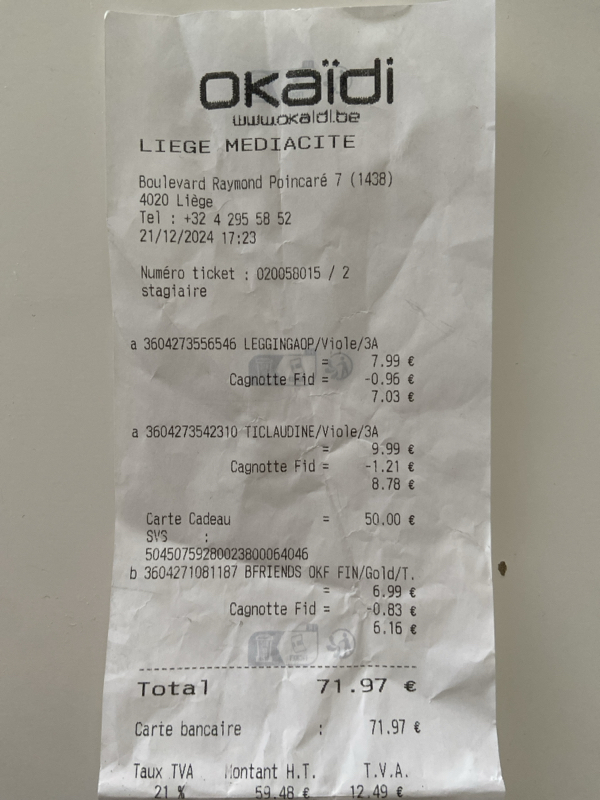 okaïdi
www.okaidi.be
LIEGE MEDIACITE
Boulevard Raymond Poincaré 7 (1438)
4020 Liège
Tel : +32 4 295 58 52
21/12/2024 17:23
Numéro ticket : 020058015 / 2
stagiaire
a 3604273556546 LEGGINGAOP/Viole/3A
= 7.99 €
Cagnotte Fid = -0.96 €
7.03 €
a 3604273542310 TICLAUDINE/Viole/3A
= 9.99 €
Cagnotte Fid = -1.21 €
8.78 €
Carte Cadeau = 50.00 €
SVS :
50450759280023800064046
b 3604271081187 BFRIENDS OKF FIN/Gold/T.
= 6.99 €
Cagnotte Fid = -0.83 €
6.16 €
Total 71.97 €
Carte bancaire : 71.97 €
Taux TVA Montant H.T. T.V.A.
21 % 59.48 € 12.49 €